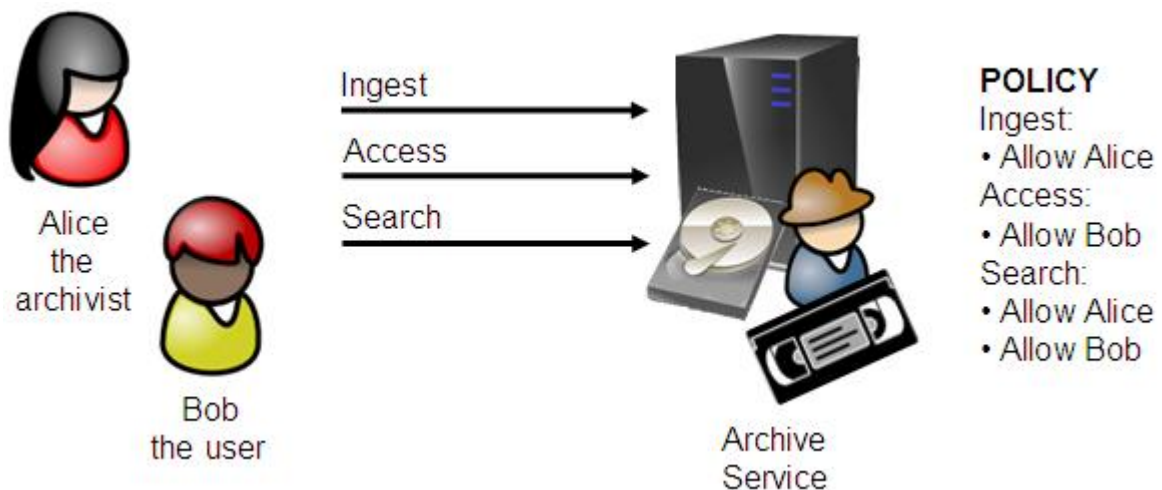 Alice
the
archivist
Bob
the user
Ingest
Access
Search
Archive
Service
POLICY
Ingest:
• Allow Alice
Access:
• Allow Bob
Search:
• Allow Alice
• Allow Bob